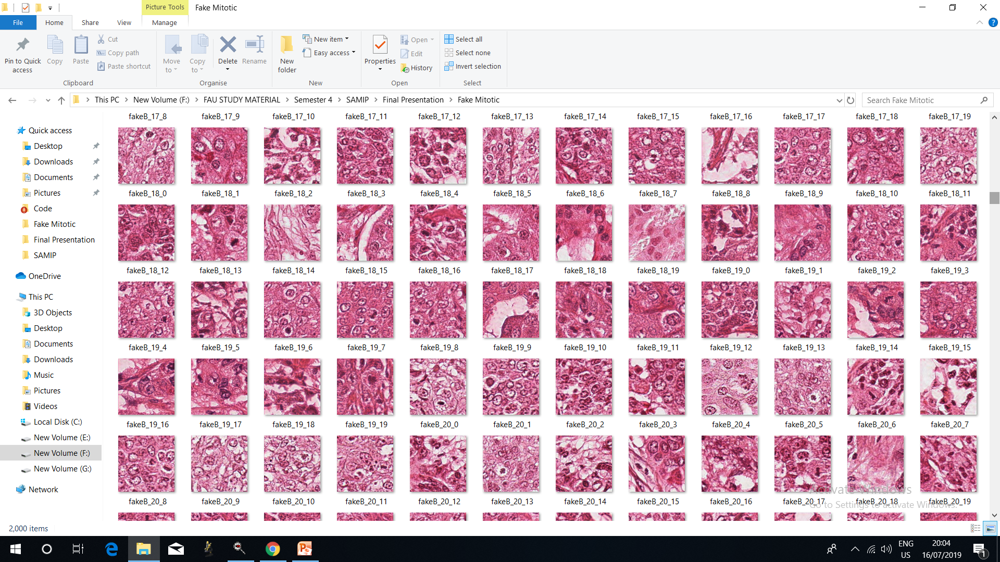 Picture Tools Fake Mitotic
File Home Share View Manage
Pin to Quick access
Copy
Paste
Cut
Copy path
Paste shortcut
Clipboard
Move to
Copy to
Delete
Rename
Organise
New folder
New item
Easy access
New
Properties
Open
Edit
History
Open
Select all
Select none
Invert selection
Select
This PC New Volume (F:) FAU STUDY MATERIAL Semester 4 SAMIP Final Presentation Fake Mitotic
Search Fake Mitotic
Quick access
Desktop
Downloads
Documents
Pictures
Code
Fake Mitotic
Final Presentation
SAMIP
OneDrive
This PC
3D Objects
Desktop
Documents
Downloads
Music
Pictures
Videos
Local Disk (C:)
New Volume (E:)
New Volume (F:)
New Volume (G:)
Network
fakeB_17_8 fakeB_17_9 fakeB_17_10 fakeB_17_11 fakeB_17_12 fakeB_17_13 fakeB_17_14 fakeB_17_15 fakeB_17_16 fakeB_17_17 fakeB_17_18 fakeB_17_19
fakeB_18_0 fakeB_18_1 fakeB_18_2 fakeB_18_3 fakeB_18_4 fakeB_18_5 fakeB_18_6 fakeB_18_7 fakeB_18_8 fakeB_18_9 fakeB_18_10 fakeB_18_11
fakeB_18_12 fakeB_18_13 fakeB_18_14 fakeB_18_15 fakeB_18_16 fakeB_18_17 fakeB_18_18 fakeB_18_19 fakeB_19_0 fakeB_19_1 fakeB_19_2 fakeB_19_3
fakeB_19_4 fakeB_19_5 fakeB_19_6 fakeB_19_7 fakeB_19_8 fakeB_19_9 fakeB_19_10 fakeB_19_11 fakeB_19_12 fakeB_19_13 fakeB_19_14 fakeB_19_15
fakeB_19_16 fakeB_19_17 fakeB_19_18 fakeB_19_19 fakeB_20_0 fakeB_20_1 fakeB_20_2 fakeB_20_3 fakeB_20_4 fakeB_20_5 fakeB_20_6 fakeB_20_7
fakeB_20_8 fakeB_20_9 fakeB_20_10 fakeB_20_11 fakeB_20_12 fakeB_20_13 fakeB_20_14 fakeB_20_15 fakeB_20_16 fakeB_20_17 fakeB_20_18 fakeB_20_19
Activate Windows
Go to Settings to activate Windows.
2,000 items
ENG
US
20:04
16/07/2019
1